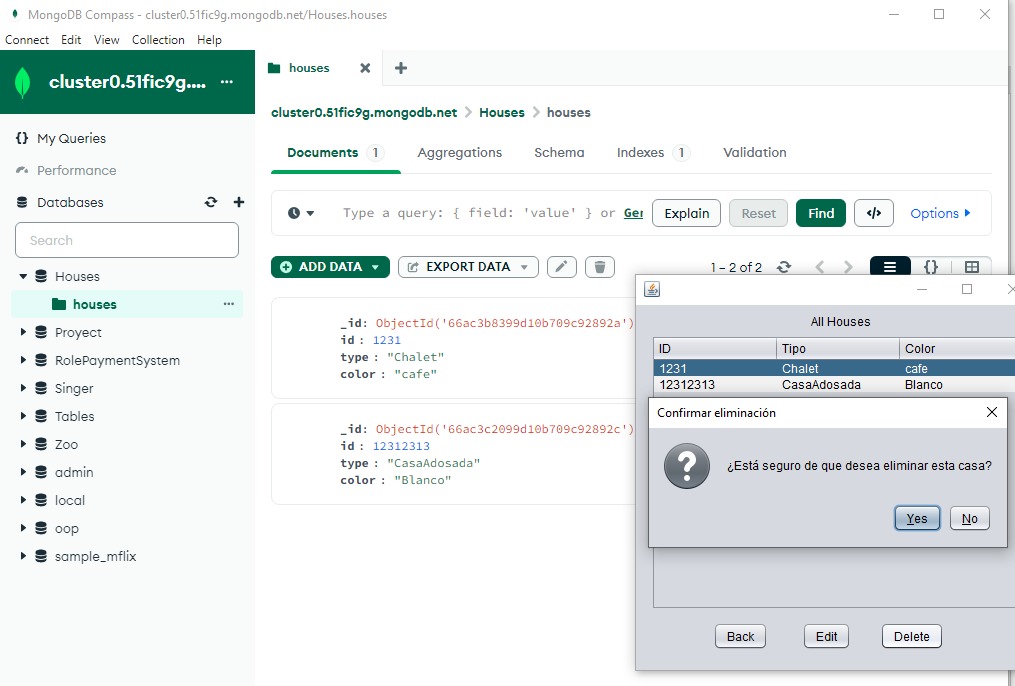 MongoDB Compass - cluster0.51fic9g.mongodb.net/Houses.houses
Connect Edit View Collection Help
cluster0.51fic9g....
houses
cluster0.51fic9g.mongodb.net > Houses > houses
My Queries
Performance
Databases
Search
Houses
houses
Proyect
RolePaymentSystem
Singer
Tables
Zoo
admin
local
oop
sample_mflix
Documents 1 Aggregations Schema Indexes 1 Validation
Type a query: { field: 'value' } or Ger Explain Reset Find </> Options
ADD DATA EXPORT DATA 1 – 2 of 2 {}
_id: ObjectId('66ac3b8399d10b709c92892a')
id : 1231
type : "Chalet"
color : "cafe"
_id: ObjectId('66ac3c2099d10b709c92892c')
id : 12312313
type : "CasaAdosada"
color : "Blanco"
All Houses
ID Tipo Color
1231 Chalet cafe
12312313 CasaAdosada Blanco
Confirmar eliminación
¿Está seguro de que desea eliminar esta casa?
Yes No
Back Edit Delete